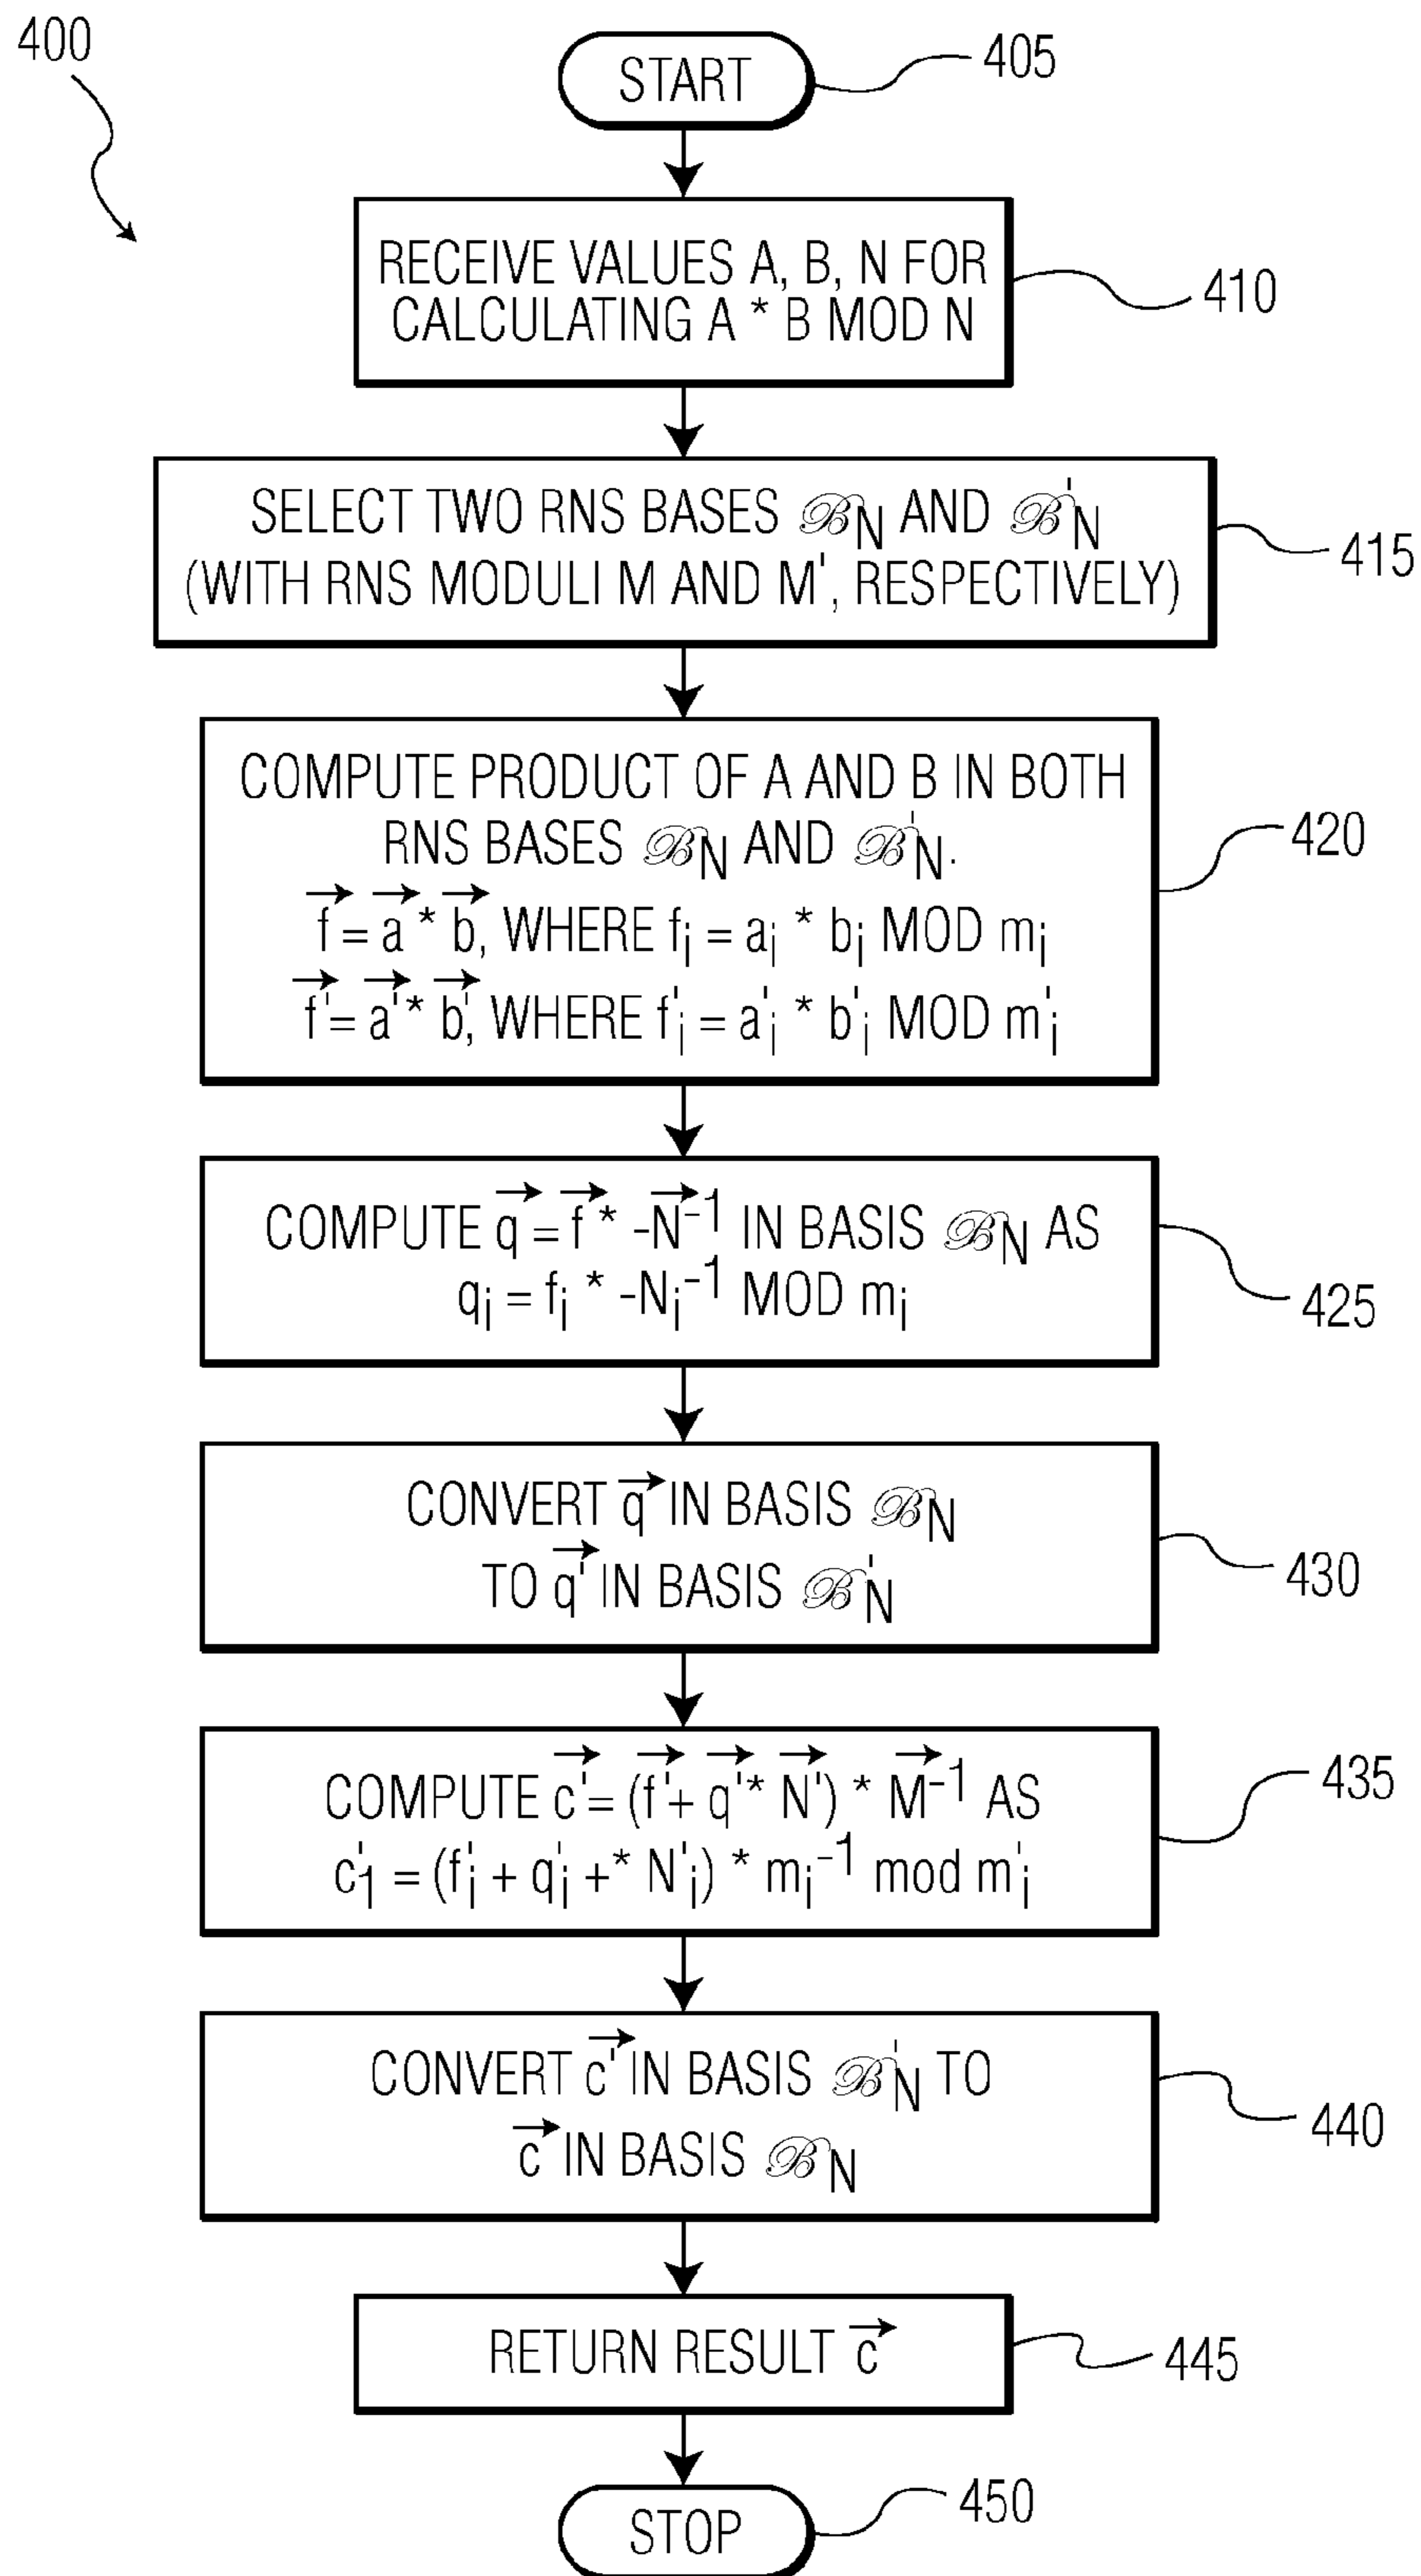 400
START
405
RECEIVE VALUES A, B, N FOR
CALCULATING A * B MOD N
410
SELECT TWO RNS BASES ℬN AND ℬ'N
(WITH RNS MODULI M AND M', RESPECTIVELY)
415
COMPUTE PRODUCT OF A AND B IN BOTH
RNS BASES ℬN AND ℬ'N.
f⃗ = a⃗ * b⃗, WHERE fi = ai * bi MOD mi
f⃗' = a⃗' * b⃗', WHERE f'i = a'i * b'i MOD m'i
420
COMPUTE q⃗ = f⃗ * -N⃗⁻¹ IN BASIS ℬN AS
qi = fi * -Ni⁻¹ MOD mi
425
CONVERT q⃗ IN BASIS ℬN
TO q⃗' IN BASIS ℬ'N
430
COMPUTE c⃗' = (f⃗' + q⃗' * N⃗') * M⃗⁻¹ AS
c'1 = (f'i + q'i +* N'i) * mi⁻¹ mod m'i
435
CONVERT c⃗' IN BASIS ℬ'N TO
c⃗ IN BASIS ℬN
440
RETURN RESULT c⃗
445
STOP
450